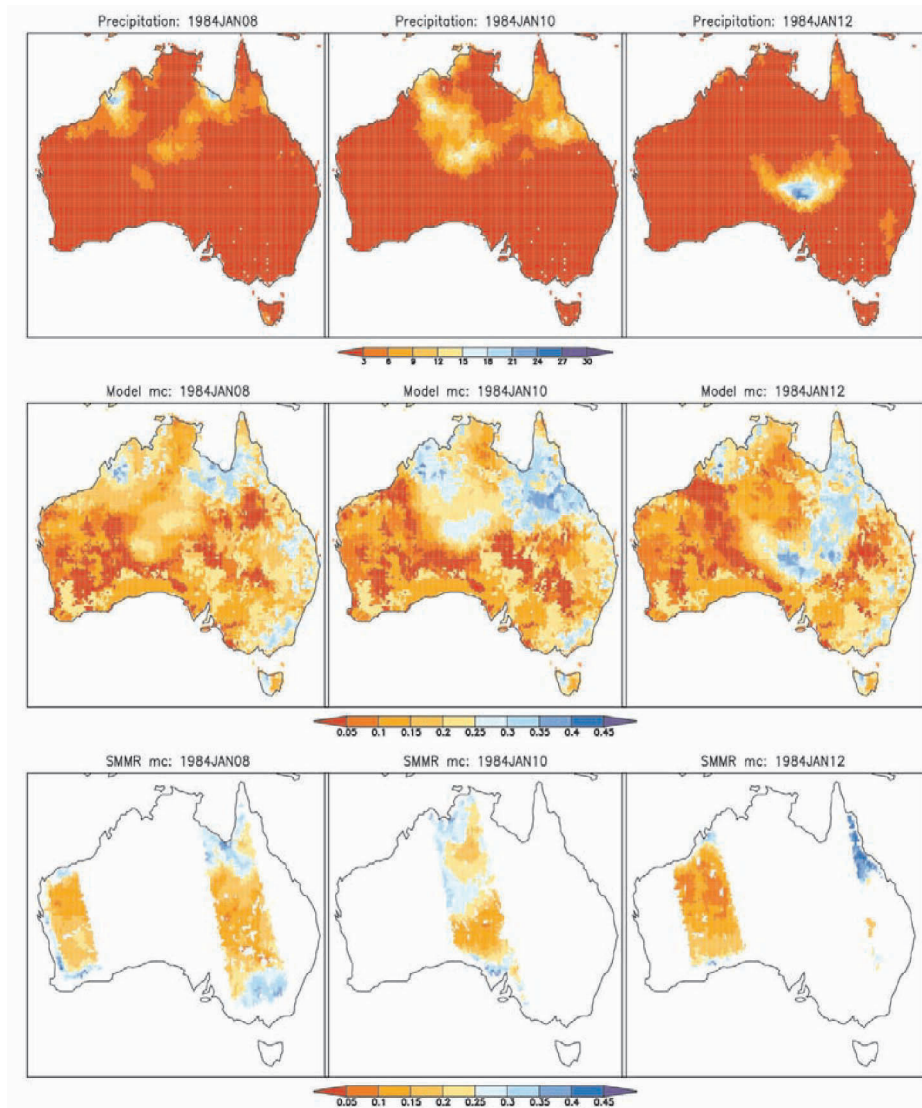 Precipitation: 1984JAN08 Precipitation: 1984JAN10 Precipitation: 1984JAN12
3 6 9 12 15 18 21 24 27 30
Model mc: 1984JAN08 Model mc: 1984JAN10 Model mc: 1984JAN12
0.05 0.1 0.15 0.2 0.25 0.3 0.35 0.4 0.45
SMMR mc: 1984JAN08 SMMR mc: 1984JAN10 SMMR mc: 1984JAN12
0.05 0.1 0.15 0.2 0.25 0.3 0.35 0.4 0.45